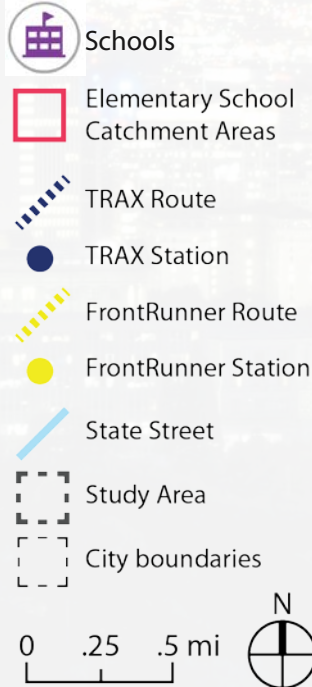 Schools
Elementary School
Catchment Areas
TRAX Route
TRAX Station
FrontRunner Route
FrontRunner Station
State Street
Study Area
City boundaries
N
0 .25 .5 mi